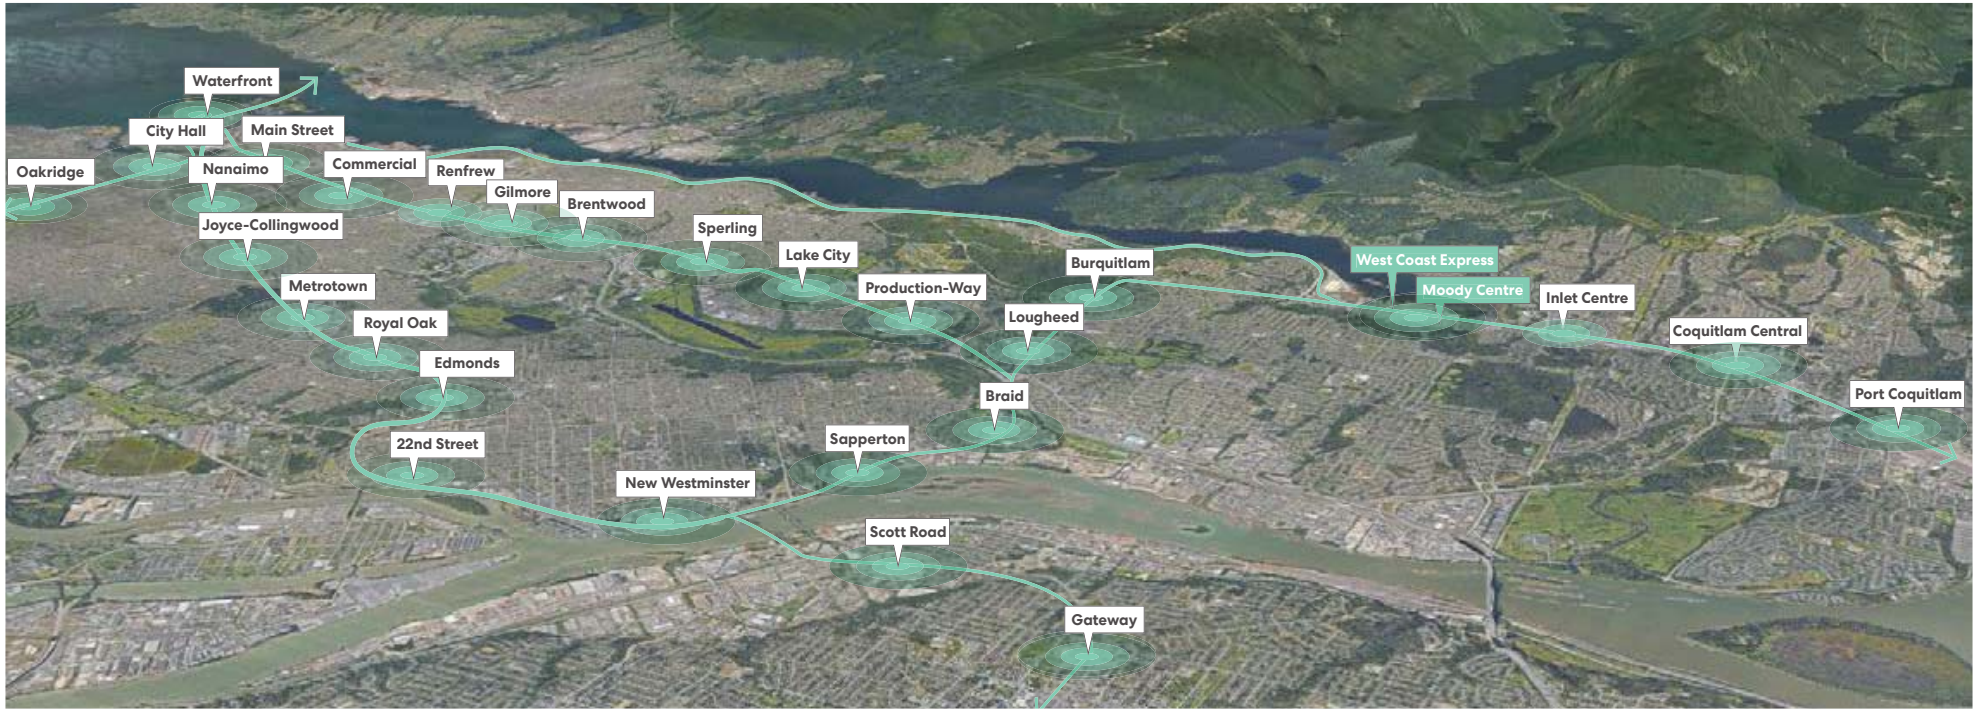 Waterfront
City Hall
Main Street
Oakridge
Nanaimo
Commercial
Renfrew
Gilmore
Brentwood
Joyce-Collingwood
Sperling
Lake City
Burquitlam
West Coast Express
Metrotown
Production-Way
Moody Centre
Inlet Centre
Royal Oak
Lougheed
Coquitlam Central
Edmonds
Braid
Port Coquitlam
22nd Street
Sapperton
New Westminster
Scott Road
Gateway